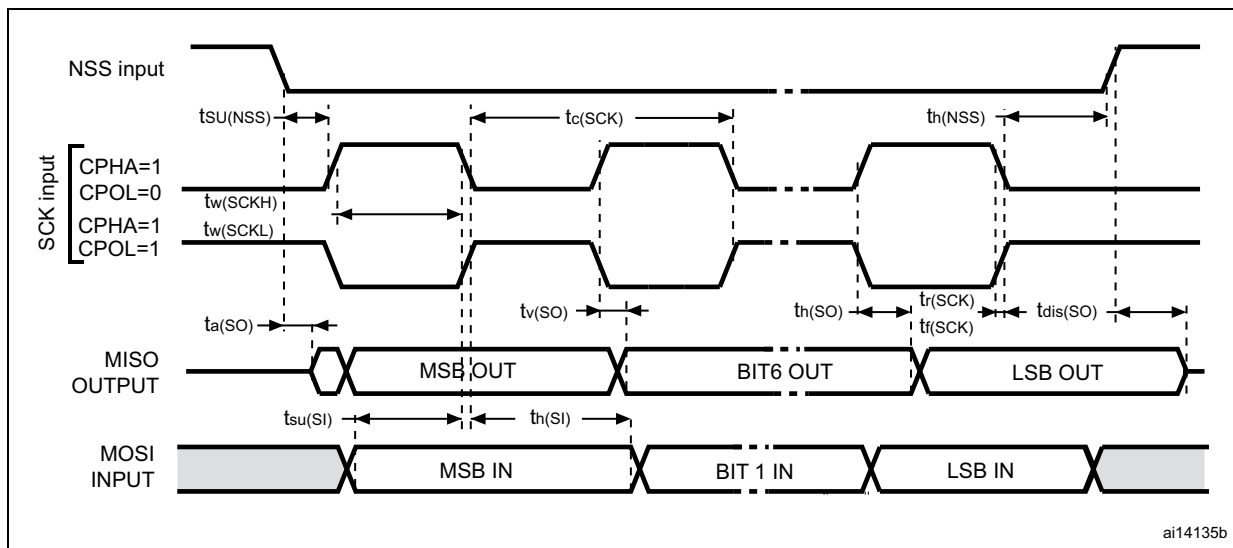 NSS input
tSU(NSS)
tc(SCK)
th(NSS)
SCK input
CPHA=1
CPOL=0
tw(SCKH)
CPHA=1
tw(SCKL)
CPOL=1
ta(SO)
tv(SO)
th(SO)
tr(SCK)
tf(SCK)
tdis(SO)
MISO
OUTPUT
MSB OUT
BIT6 OUT
LSB OUT
tsu(SI)
th(SI)
MOSI
INPUT
MSB IN
BIT 1 IN
LSB IN
ai14135b